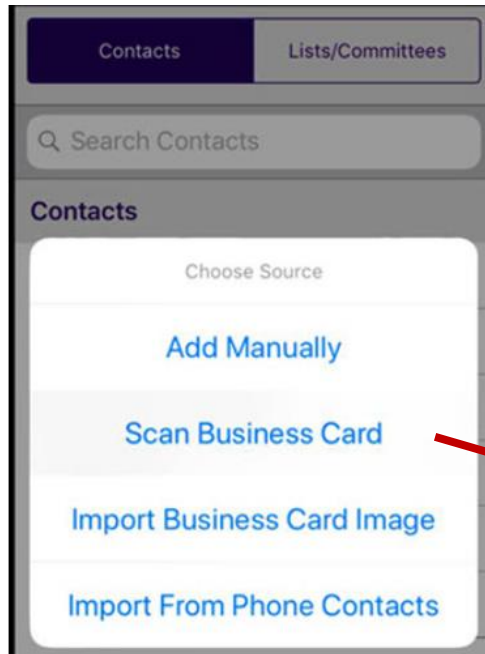 Contacts
Lists/Committees
Search Contacts
Contacts
Choose Source
Add Manually
Scan Business Card
Import Business Card Image
Import From Phone Contacts